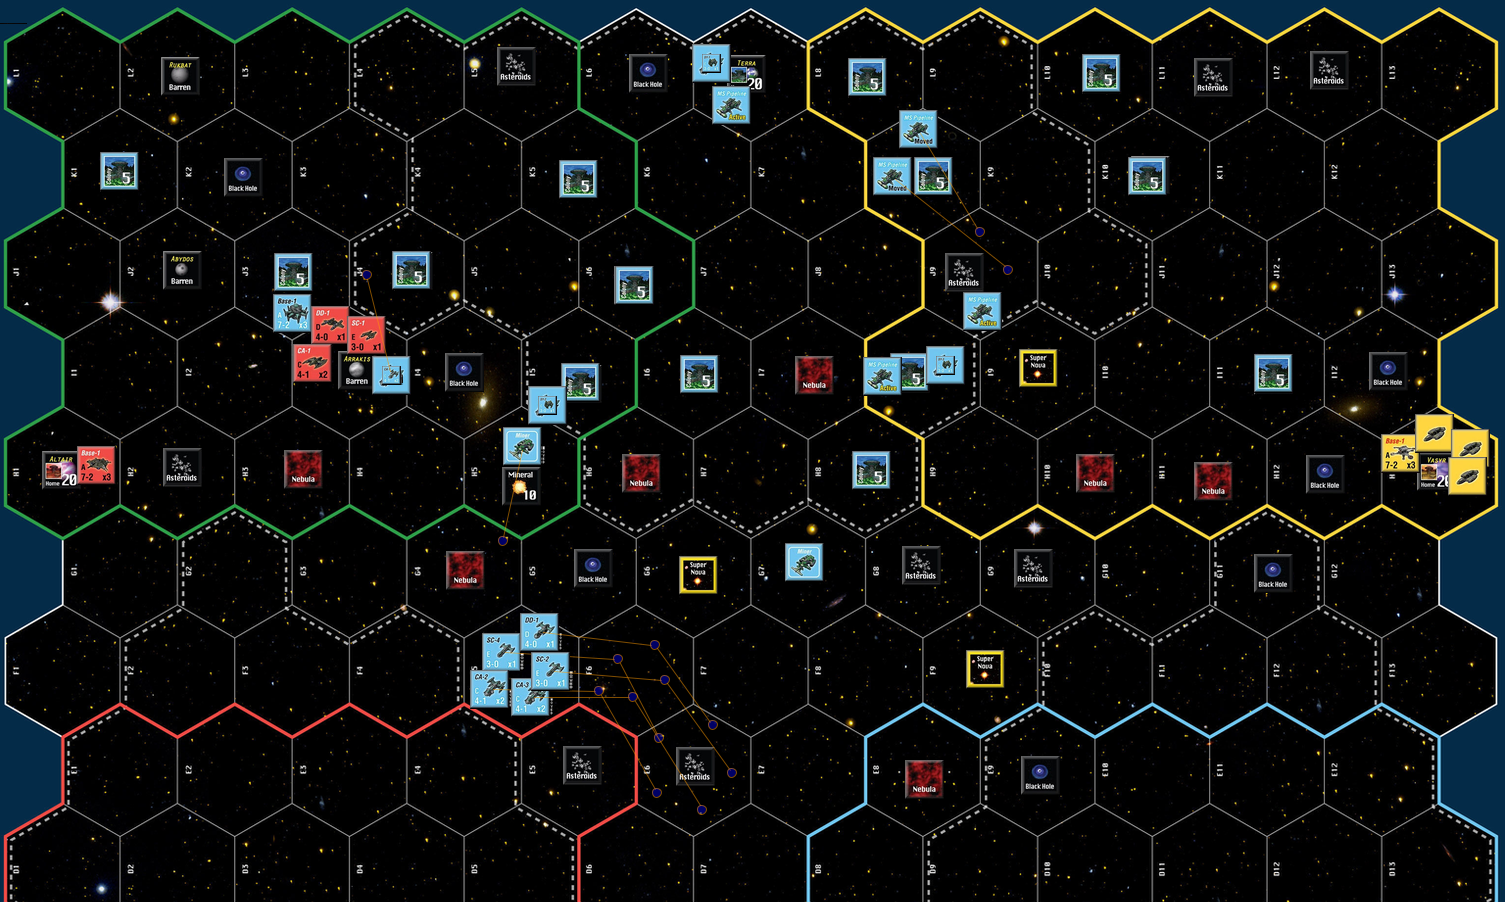 L1
L2
RUKBAT
Barren
L3
L4
L5
Asteroids
L6
Black Hole
TERRA
20
MS Pipeline
Active
L8
5
L9
L10
5
L11
Asteroids
L12
Asteroids
L13
MS Pipeline
Moved
K1
Colony
5
K2
Black Hole
K3
K4
K5
Colony
5
K6
K7
MS Pipeline
Moved
Colony
5
K9
K10
Colony
5
K11
K12
J1
J2
ABYDOS
Barren
J3
Colony
5
J4
Colony
5
J5
J6
Colony
5
J7
J8
J9
Asteroids
J10
J11
J12
J13
Base-1
A
7-2 x3
DD-1
D
4-0 x1
SC-1
E
3-0 x1
MS Pipeline
Active
I1
I2
CA-1
C
4-1 x2
ARRAKIS
Barren
I4
Black Hole
I5
5
I6
Colony
5
I7
Nebula
MS Pipeline
Active
5
I9
Super
Nova
I10
I11
Colony
5
I12
Black Hole
H1
ALTAIR
Home
20
Base-1
A
7-2 x3
H2
Asteroids
H3
Nebula
H4
Miner
Mineral
10
H5
H6
Nebula
H7
H8
Colony
5
H9
H10
Nebula
H11
Nebula
H12
Black Hole
Base-1
A
7-2 x3
Home
G1
G2
G3
G4
Nebula
G5
Black Hole
G6
Super
Nova
G7
Miner
G8
Asteroids
G9
Asteroids
G10
G11
Black Hole
G12
F1
F2
F3
F4
DD-1
D
4-0 x1
SC-4
E
3-0 x1
SC-2
E
3-0 x1
CA-2
C
4-1 x2
CA-3
C
4-1 x2
F7
F8
F9
Super
Nova
F10
F11
F12
F13
E1
E2
E3
E4
E5
Asteroids
E6
Asteroids
E7
E8
Nebula
E9
Black Hole
E10
E11
E12
D1
D2
D3
D4
D5
D6
D7
D8
D9
D10
D11
D12
D13